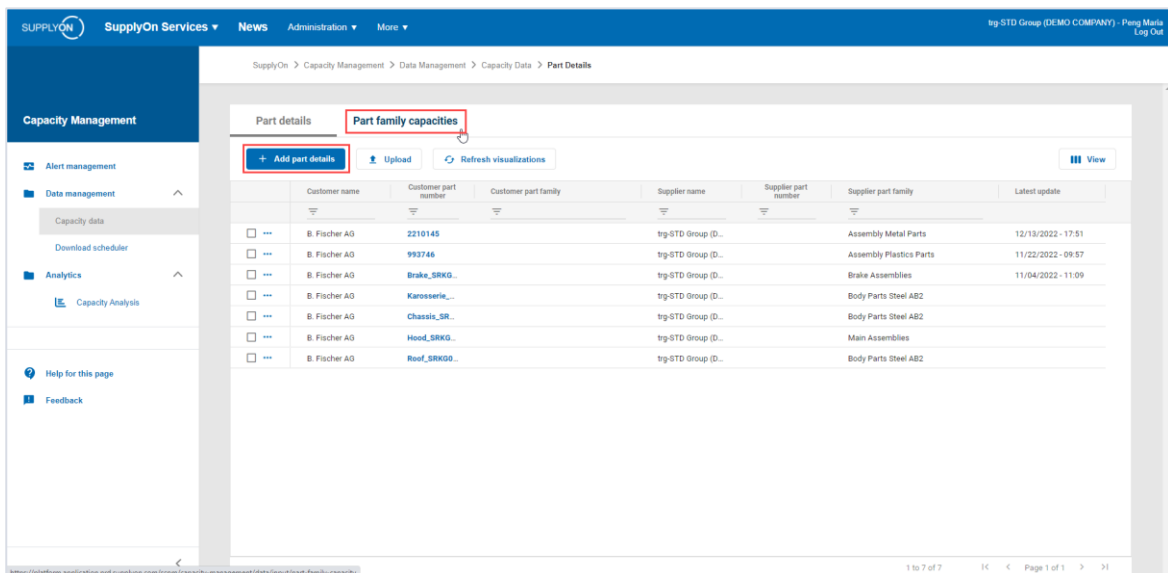 SUPPLYON SupplyOn Services ▾ News Administration ▾ More ▾ trg-STD Group (DEMO COMPANY) - Peng Maria
Log Out
SupplyOn > Capacity Management > Data Management > Capacity Data > Part Details
Capacity Management
Alert management
Data management
Capacity data
Download scheduler
Analytics
Capacity Analysis
Help for this page
Feedback
Part details Part family capacities
+ Add part details Upload Refresh visualizations View
Customer name Customer part number Customer part family Supplier name Supplier part number Supplier part family Latest update
B. Fischer AG 2210145 trg-STD Group (D... Assembly Metal Parts 12/13/2022 - 17:51
B. Fischer AG 993746 trg-STD Group (D... Assembly Plastics Parts 11/22/2022 - 09:57
B. Fischer AG Brake_SRKG... trg-STD Group (D... Brake Assemblies 11/04/2022 - 11:09
B. Fischer AG Karosserie_... trg-STD Group (D... Body Parts Steel AB2
B. Fischer AG Chassis_SR... trg-STD Group (D... Body Parts Steel AB2
B. Fischer AG Hood_SRKG... trg-STD Group (D... Main Assemblies
B. Fischer AG Roof_SRKG0... trg-STD Group (D... Body Parts Steel AB2
1 to 7 of 7 |< < Page 1 of 1 > >|